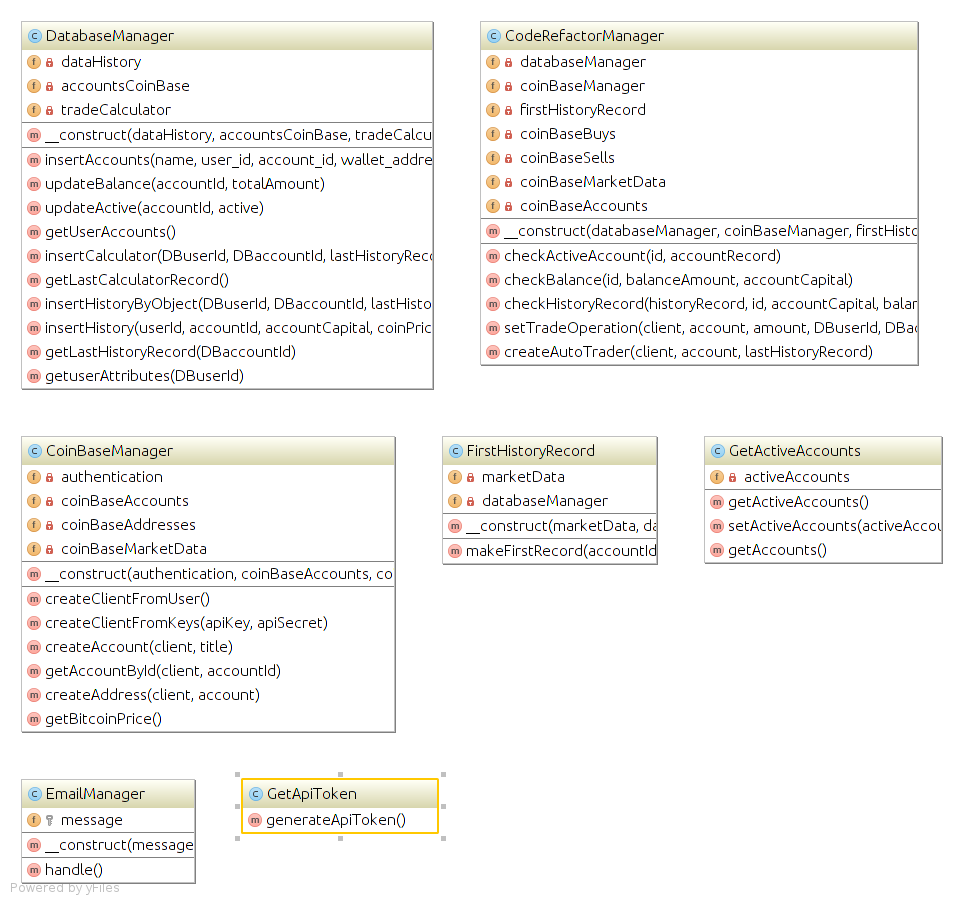 DatabaseManager
dataHistory
accountsCoinBase
tradeCalculator
__construct(dataHistory, accountsCoinBase, tradeCalcu
insertAccounts(name, user_id, account_id, wallet_addre
updateBalance(accountId, totalAmount)
updateActive(accountId, active)
getUserAccounts()
insertCalculator(DBuserId, DBaccountId, lastHistoryRec
getLastCalculatorRecord()
insertHistoryByObject(DBuserId, DBaccountId, lastHisto
insertHistory(userId, accountId, accountCapital, coinPric
getLastHistoryRecord(DBaccountId)
getuserAttributes(DBuserId)
CodeRefactorManager
databaseManager
coinBaseManager
firstHistoryRecord
coinBaseBuys
coinBaseSells
coinBaseMarketData
coinBaseAccounts
__construct(databaseManager, coinBaseManager, firstHisto
checkActiveAccount(id, accountRecord)
checkBalance(id, balanceAmount, accountCapital)
checkHistoryRecord(historyRecord, id, accountCapital, balan
setTradeOperation(client, account, amount, DBuserId, DBac
createAutoTrader(client, account, lastHistoryRecord)
CoinBaseManager
authentication
coinBaseAccounts
coinBaseAddresses
coinBaseMarketData
__construct(authentication, coinBaseAccounts, co
createClientFromUser()
createClientFromKeys(apiKey, apiSecret)
createAccount(client, title)
getAccountById(client, accountId)
createAddress(client, account)
getBitcoinPrice()
FirstHistoryRecord
marketData
databaseManager
__construct(marketData, da
makeFirstRecord(accountId
GetActiveAccounts
activeAccounts
getActiveAccounts()
setActiveAccounts(activeAccou
getAccounts()
EmailManager
message
__construct(message
handle()
GetApiToken
generateApiToken()
Powered by yFiles